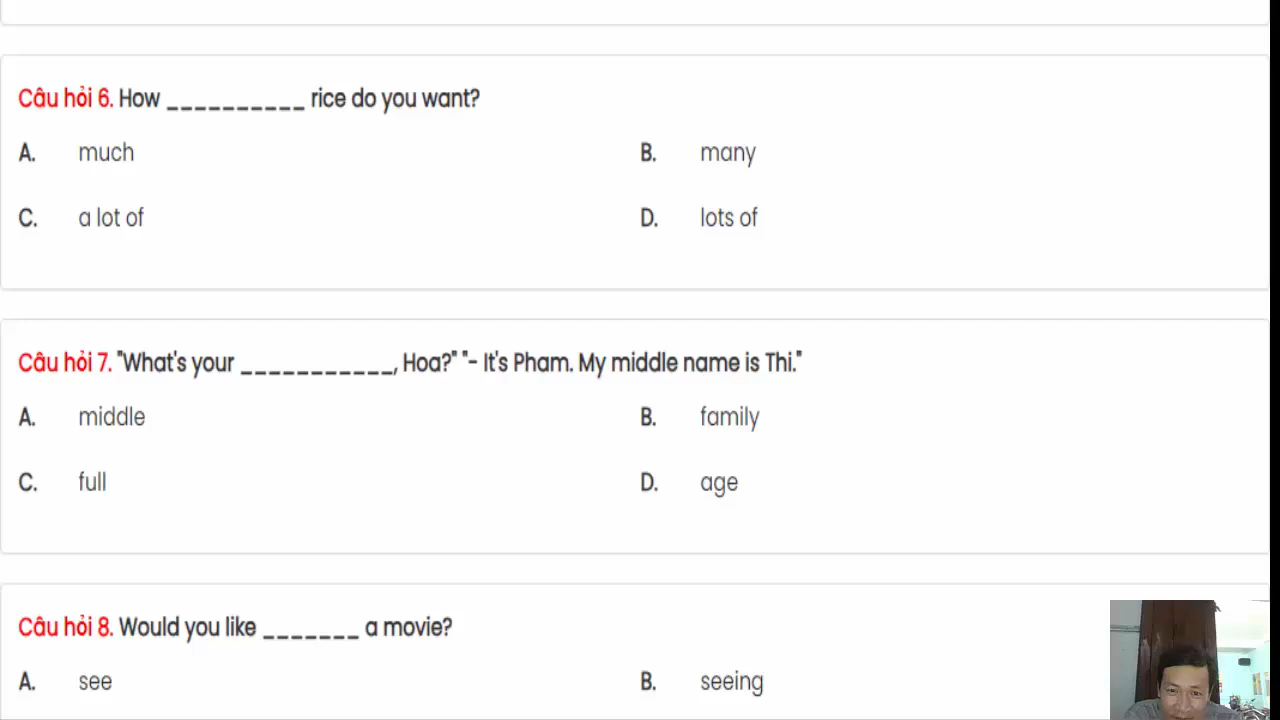 Câu hỏi 6. How __________ rice do you want?
A. much B. many
C. a lot of D. lots of
Câu hỏi 7. "What's your ___________, Hoa?" "- It's Pham. My middle name is Thi."
A. middle B. family
C. full D. age
Câu hỏi 8. Would you like _______ a movie?
A. see B. seeing